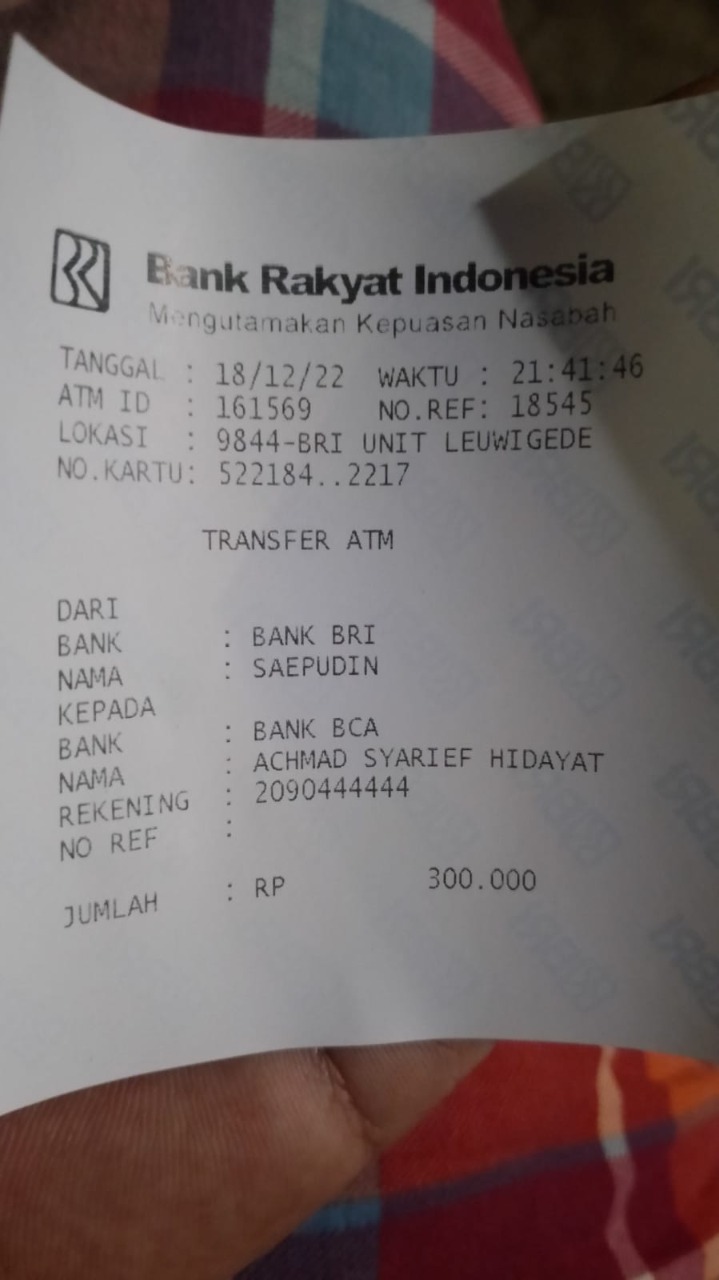 Bank Rakyat Indonesia
Mengutamakan Kepuasan Nasabah
TANGGAL : 18/12/22 WAKTU : 21:41:46
ATM ID : 161569 NO.REF: 18545
LOKASI : 9844-BRI UNIT LEUWIGEDE
NO.KARTU: 522184..2217
TRANSFER ATM
DARI
BANK : BANK BRI
NAMA : SAEPUDIN
KEPADA
BANK : BANK BCA
NAMA : ACHMAD SYARIEF HIDAYAT
REKENING : 2090444444
NO REF :
JUMLAH : RP 300.000